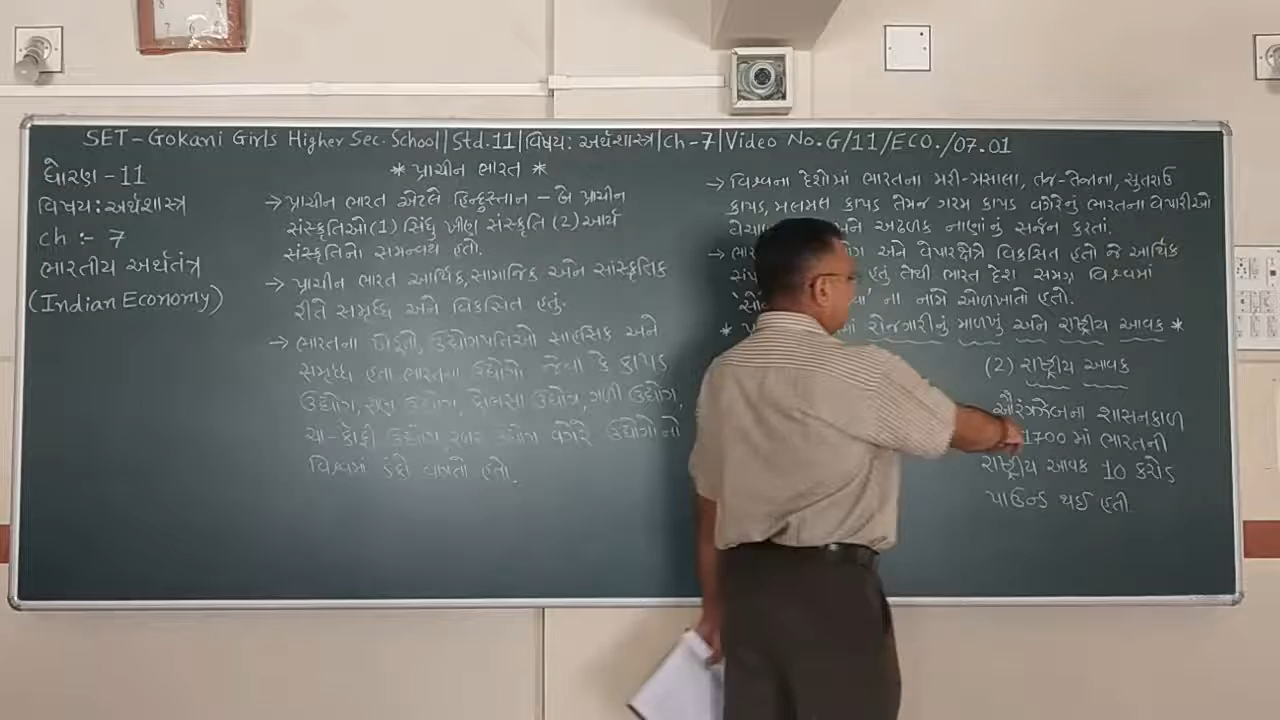 SET-Gokani Girls Higher Sec. School | Std.11 | વિષય: અર્થશાસ્ત્ર | Ch-7 | Video No.G/11/ECO./07.01
ધોરણ-11
વિષય: અર્થશાસ્ત્ર
ch :- 7
ભારતીય અર્થતંત્ર
(Indian Economy)
* પ્રાચીન ભારત *
→ પ્રાચીન ભારત એટલે હિન્દુસ્તાન - બે પ્રાચીન
સંસ્કૃતિઓ (1) સિંધુ ખીણ સંસ્કૃતિ (2) આર્ય
સંસ્કૃતિનો સમન્વય હતો.
→ પ્રાચીન ભારત આર્થિક, સામાજિક અને સાંસ્કૃતિક
રીતે સમૃધ્ધ અને વિકસિત હતું.
→ ભારતના ખેડૂતો, ઉદ્યોગપતિઓ સાહસિક અને
સમૃધ્ધ હતા ભારતના ઉદ્યોગો જેવા કે કાપડ
ઉદ્યોગ, શણ ઉદ્યોગ, કોલસા ઉદ્યોગ, ગળી ઉદ્યોગ,
ચા-કોફી ઉદ્યોગ રબર ઉદ્યોગ વગેરે ઉદ્યોગોનો
વિશ્વમાં ડંકો વાગતો હતો.
→ વિશ્વના દેશોમાં ભારતના મરી-મસાલા, તજ-તેજાના, સુતરાઉ
કાપડ, મલમલ કાપડ તેમજ ગરમ કાપડ વગેરેનું ભારતના વેપારીઓ
અને અઢળક નાણાંનું સર્જન કરતાં.
→ અને વેપારક્ષેત્રે વિકસિત હતો જે આર્થિક
હતું તેથી ભારત દેશ સમગ્ર વિશ્વમાં
ના નામે ઓળખાતો હતો.
* રોજગારીનું માળખું અને રાષ્ટ્રીય આવક *
(2) રાષ્ટ્રીય આવક
ઔરંગઝેબના શાસનકાળ
1700 માં ભારતની
રાષ્ટ્રીય આવક 10 કરોડ
પાઉન્ડ થઈ હતી